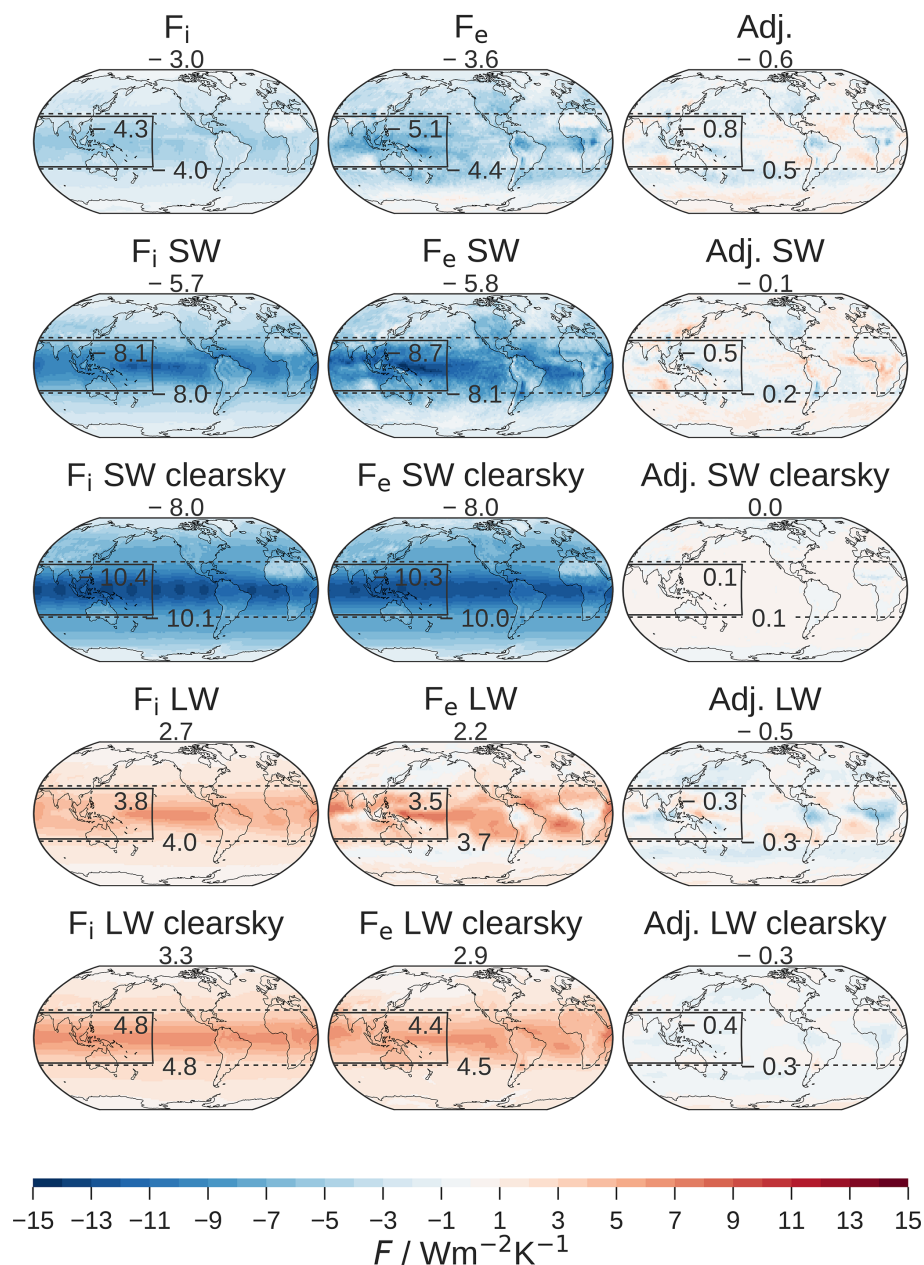 Fi Fe Adj.
− 3.0 − 3.6 − 0.6
− 4.3 − 5.1 − 0.8
− 4.0 − 4.4 − 0.5
Fi SW Fe SW Adj. SW
− 5.7 − 5.8 − 0.1
− 8.1 − 8.7 − 0.5
− 8.0 − 8.1 − 0.2
Fi SW clearsky Fe SW clearsky Adj. SW clearsky
− 8.0 − 8.0 0.0
− 10.4 − 10.3 0.1
− 10.1 − 10.0 0.1
Fi LW Fe LW Adj. LW
2.7 2.2 − 0.5
3.8 3.5 − 0.3
4.0 3.7 − 0.3
Fi LW clearsky Fe LW clearsky Adj. LW clearsky
3.3 2.9 − 0.3
4.8 4.4 − 0.4
4.8 4.5 − 0.3
−15 −13 −11 −9 −7 −5 −3 −1 1 3 5 7 9 11 13 15
F / Wm⁻²K⁻¹